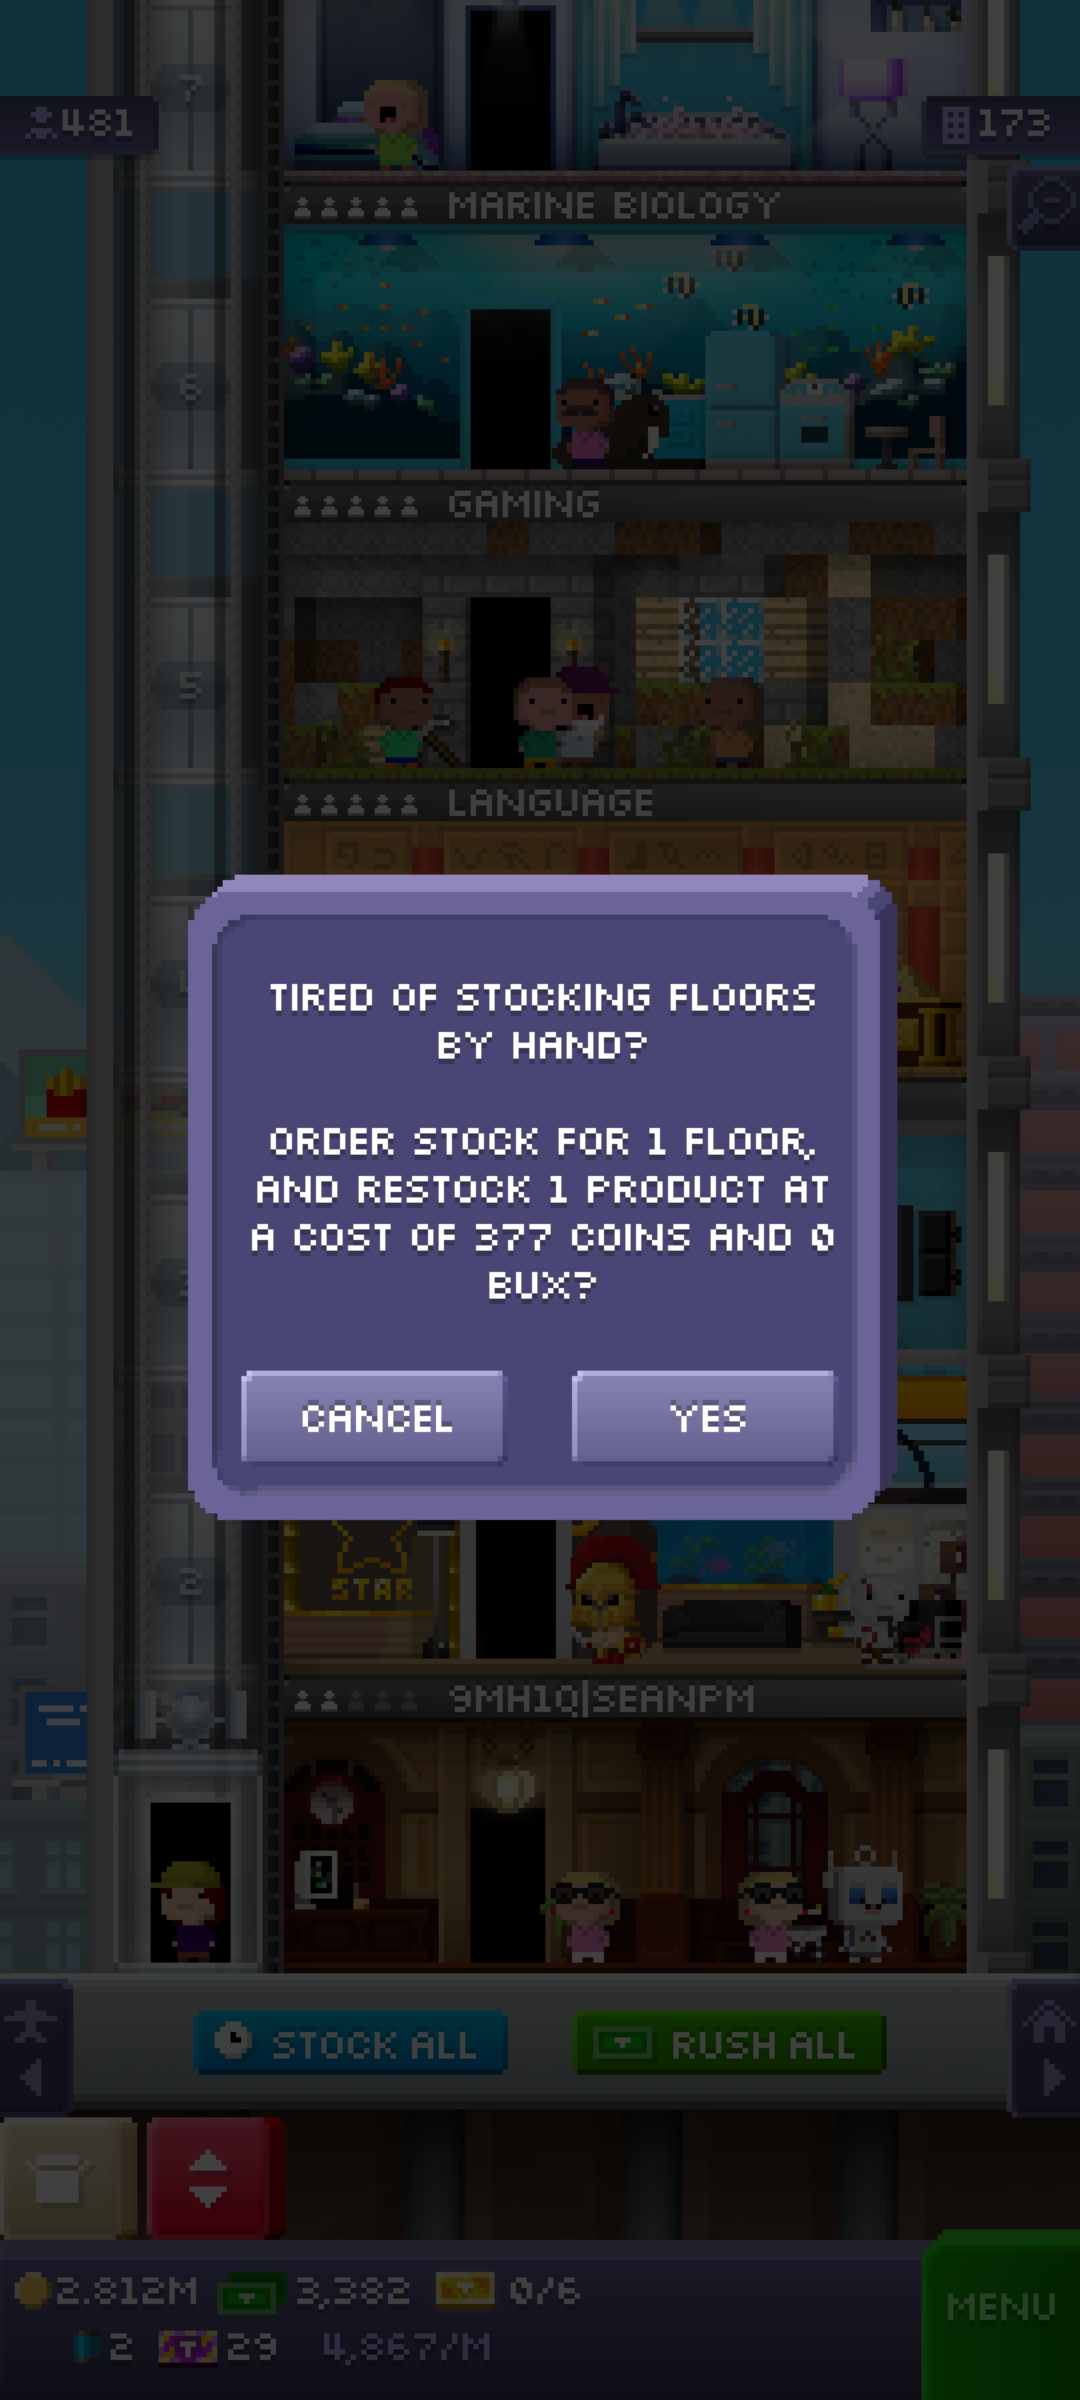 7
481
173
MARINE BIOLOGY
6
GAMING
5
LANGUAGE
TIRED OF STOCKING FLOORS
BY HAND?
ORDER STOCK FOR 1 FLOOR,
AND RESTOCK 1 PRODUCT AT
A COST OF 377 COINS AND 0
BUX?
CANCEL
YES
2
STAR
9MH1Q|SEANPM
STOCK ALL
RUSH ALL
2.812M
3,382
0/6
MENU
2
29
4,867/M